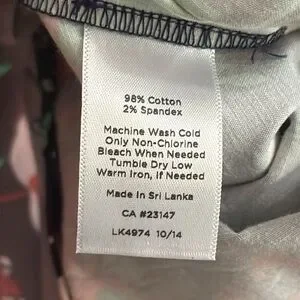 98% Cotton
2% Spandex
Machine Wash Cold
Only Non-Chlorine
Bleach When Needed
Tumble Dry Low
Warm Iron, if Needed
Made in Sri Lanka
CA #23147
LK4974 10/14